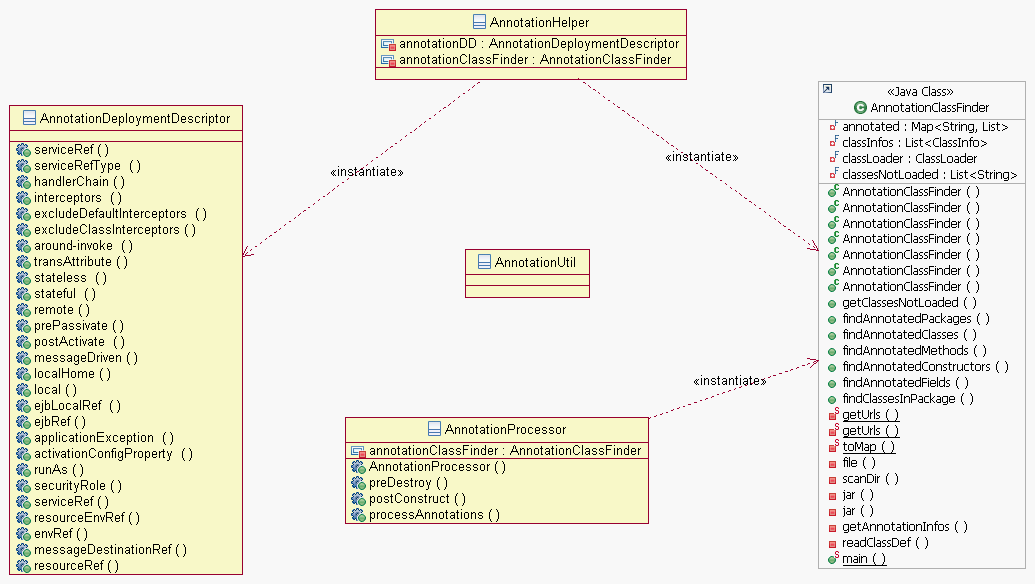 AnnotationHelper
annotationDD : AnnotationDeploymentDescriptor
annotationClassFinder : AnnotationClassFinder
AnnotationDeploymentDescriptor
serviceRef ( )
serviceRefType ( )
handlerChain ( )
interceptors ( )
excludeDefaultInterceptors ( )
excludeClassInterceptors ( )
around-invoke ( )
transAttribute ( )
stateless ( )
stateful ( )
remote ( )
prePassivate ( )
postActivate ( )
messageDriven ( )
localHome ( )
local ( )
ejbLocalRef ( )
ejbRef ( )
applicationException ( )
activationConfigProperty ( )
runAs ( )
securityRole ( )
serviceRef ( )
resourceEnvRef ( )
envRef ( )
messageDestinationRef ( )
resourceRef ( )
«instantiate»
«instantiate»
AnnotationUtil
«instantiate»
AnnotationProcessor
annotationClassFinder : AnnotationClassFinder
AnnotationProcessor ( )
preDestroy ( )
postConstruct ( )
processAnnotations ( )
«Java Class»
C AnnotationClassFinder
F annotated : Map<String, List>
F classInfos : List<ClassInfo>
F classLoader : ClassLoader
F classesNotLoaded : List<String>
C AnnotationClassFinder ( )
C AnnotationClassFinder ( )
C AnnotationClassFinder ( )
C AnnotationClassFinder ( )
C AnnotationClassFinder ( )
C AnnotationClassFinder ( )
C AnnotationClassFinder ( )
getClassesNotLoaded ( )
findAnnotatedPackages ( )
findAnnotatedClasses ( )
findAnnotatedMethods ( )
findAnnotatedConstructors ( )
findAnnotatedFields ( )
findClassesInPackage ( )
S getUrls ( )
S getUrls ( )
S toMap ( )
file ( )
scanDir ( )
jar ( )
jar ( )
getAnnotationInfos ( )
readClassDef ( )
S main ( )